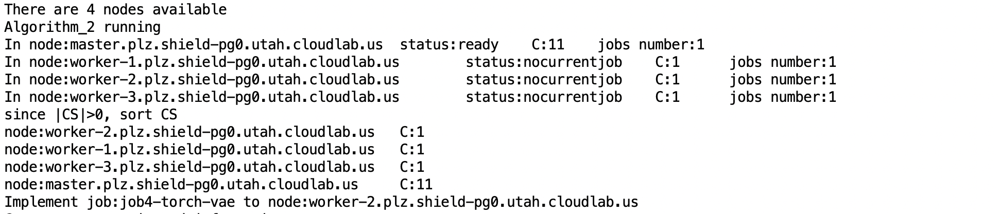 There are 4 nodes available
Algorithm_2 running
In node:master.plz.shield-pg0.utah.cloudlab.us  status:ready    C:11    jobs number:1
In node:worker-1.plz.shield-pg0.utah.cloudlab.us        status:nocurrentjob    C:1      jobs number:1
In node:worker-2.plz.shield-pg0.utah.cloudlab.us        status:nocurrentjob    C:1      jobs number:1
In node:worker-3.plz.shield-pg0.utah.cloudlab.us        status:nocurrentjob    C:1      jobs number:1
since |CS|>0, sort CS
node:worker-2.plz.shield-pg0.utah.cloudlab.us   C:1
node:worker-1.plz.shield-pg0.utah.cloudlab.us   C:1
node:worker-3.plz.shield-pg0.utah.cloudlab.us   C:1
node:master.plz.shield-pg0.utah.cloudlab.us     C:11
Implement job:job4-torch-vae to node:worker-2.plz.shield-pg0.utah.cloudlab.us